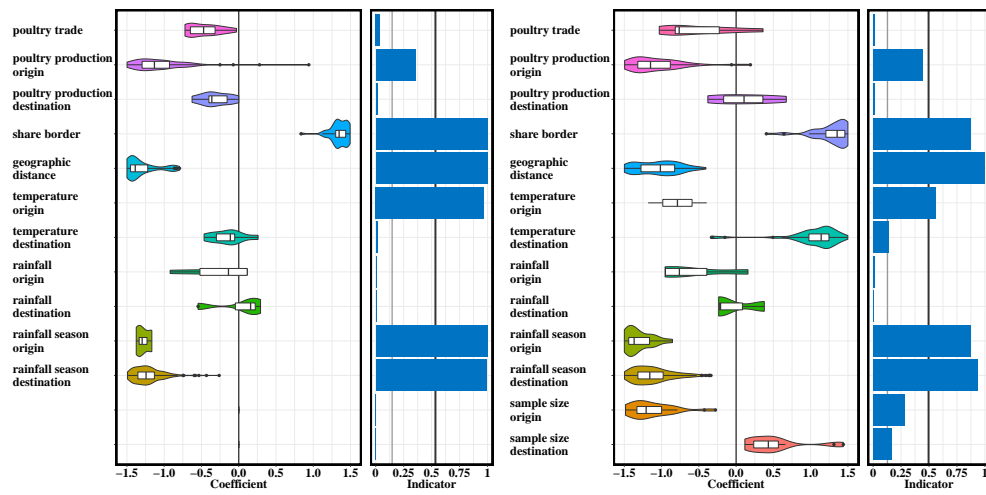 poultry trade
poultry production
origin
poultry production
destination
share border
geographic
distance
temperature
origin
temperature
destination
rainfall
origin
rainfall
destination
rainfall season
origin
rainfall season
destination
−1.5 −1.0 −0.5 0.0 0.5 1.0 1.5
Coefficient
0 0.25 0.5 0.75 1
Indicator
poultry trade
poultry production
origin
poultry production
destination
share border
geographic
distance
temperature
origin
temperature
destination
rainfall
origin
rainfall
destination
rainfall season
origin
rainfall season
destination
sample size
origin
sample size
destination
−1.5 −1.0 −0.5 0.0 0.5 1.0 1.5
Coefficient
0 0.25 0.5 0.75 1
Indicator